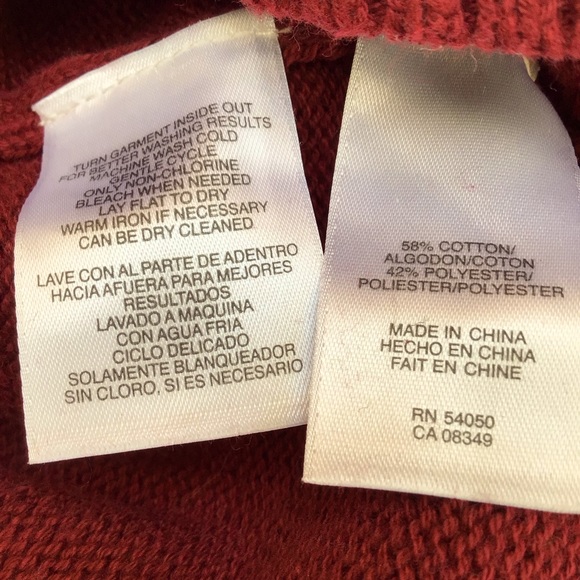 TURN GARMENT INSIDE OUT
FOR BETTER WASHING RESULTS
MACHINE WASH COLD
GENTLE CYCLE
ONLY NON-CHLORINE
BLEACH WHEN NEEDED
LAY FLAT TO DRY
WARM IRON IF NECESSARY
CAN BE DRY CLEANED
LAVE CON AL PARTE DE ADENTRO
HACIA AFUERA PARA MEJORES
RESULTADOS
LAVADO A MAQUINA
CON AGUA FRIA
CICLO DELICADO
SOLAMENTE BLANQUEADOR
SIN CLORO, SI ES NECESARIO
58% COTTON/
ALGODON/COTON
42% POLYESTER/
POLIESTER/POLYESTER
MADE IN CHINA
HECHO EN CHINA
FAIT EN CHINE
RN 54050
CA 08349